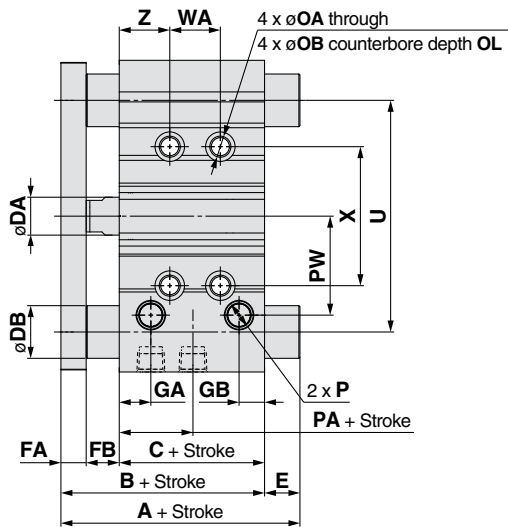 Z
WA
4 x øOA through
4 x øOB counterbore depth OL
øDA
X
U
PW
øDB
GA
GB
2 x P
PA + Stroke
FA
FB
C + Stroke
B + Stroke
E
A + Stroke